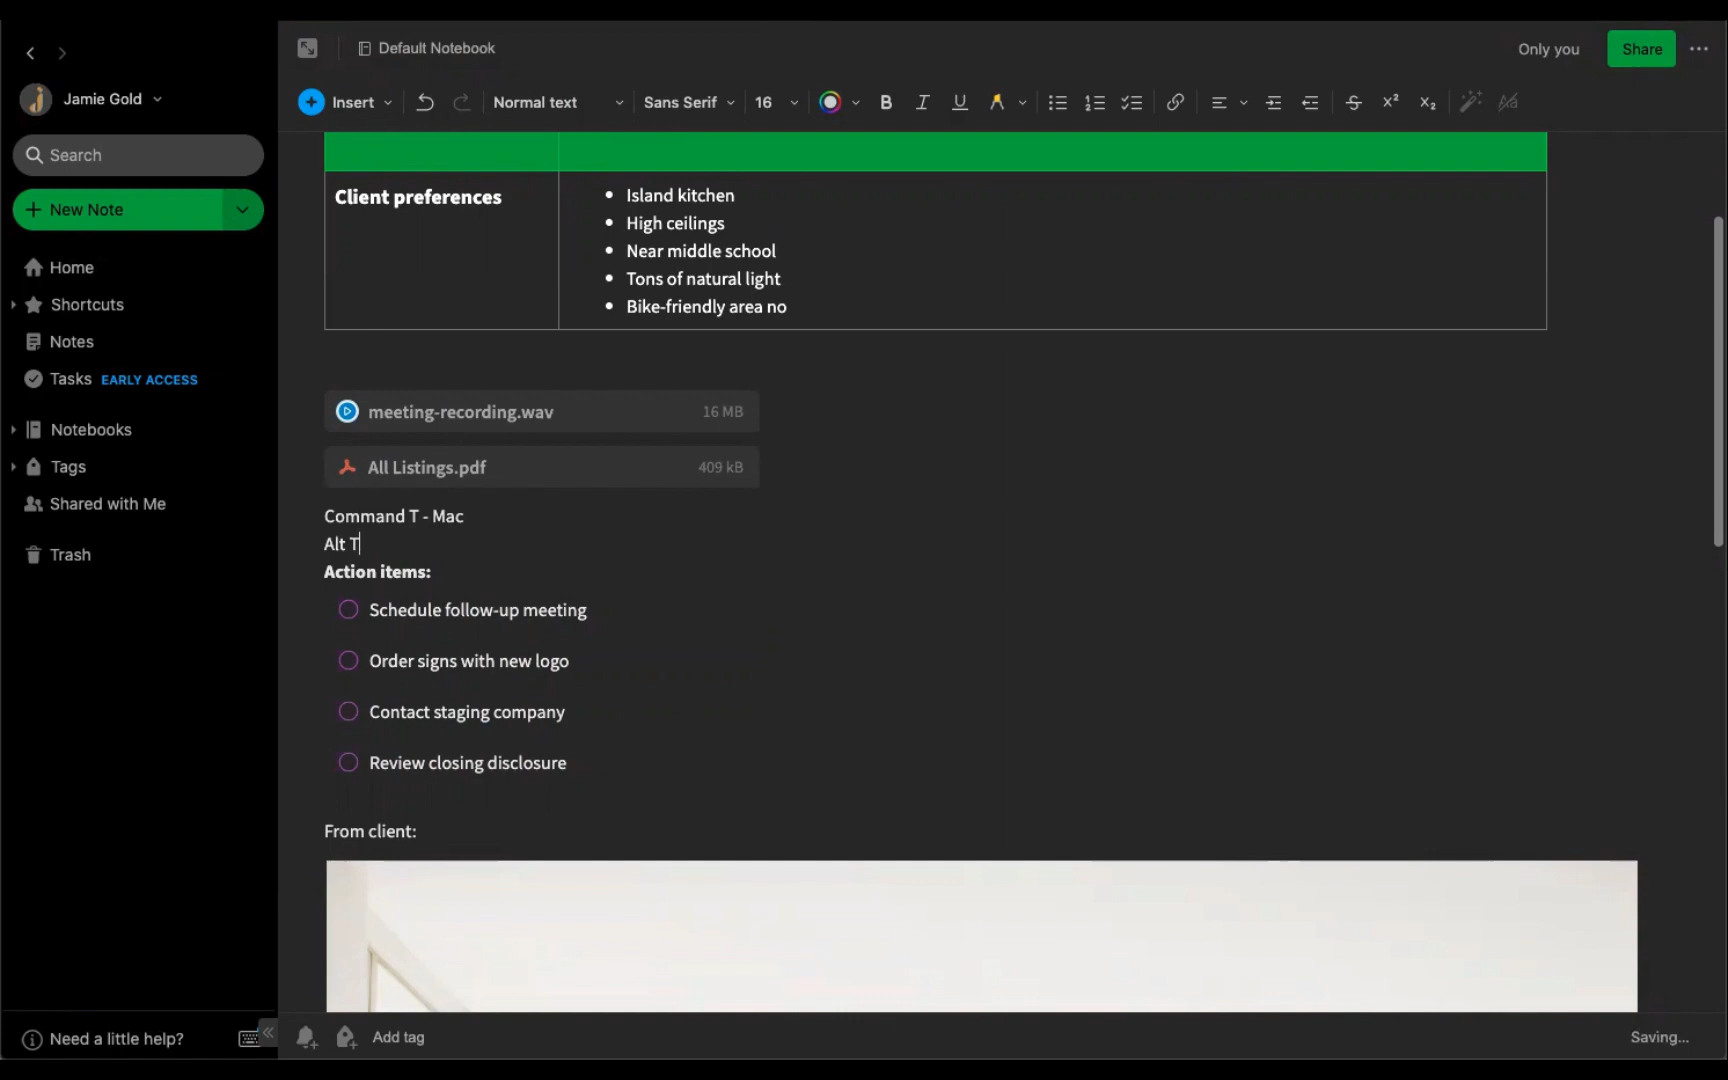 Default Notebook
Only you
Share
Jamie Gold
Insert
Normal text
Sans Serif
16
Search
New Note
Home
Shortcuts
Notes
Tasks EARLY ACCESS
Notebooks
Tags
Shared with Me
Trash
Client preferences
Island kitchen
High ceilings
Near middle school
Tons of natural light
Bike-friendly area no
meeting-recording.wav 16 MB
All Listings.pdf 409 kB
Command T - Mac
Alt T
Action items:
Schedule follow-up meeting
Order signs with new logo
Contact staging company
Review closing disclosure
From client:
Need a little help?
Add tag
Saving...